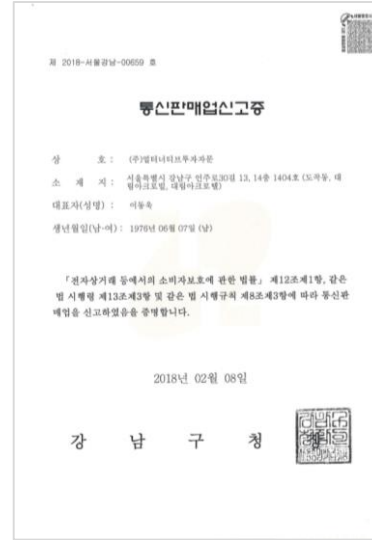 제 2018-서울강남-00659 호
통신판매업신고증
상 호 : (주)얼터너티브투자자문
소 재 지 : 서울특별시 강남구 언주로30길 13, 14층 1404호 (도곡동, 대
림아크로빌, 대림아크로텔)
대표자(성명) : 이동욱
생년월일(남·여) : 1976년 06월 07일 (남)
「전자상거래 등에서의 소비자보호에 관한 법률」 제12조제1항, 같은
법 시행령 제13조제3항 및 같은 법 시행규칙 제8조제3항에 따라 통신판
매업을 신고하였음을 증명합니다.
2018년 02월 08일
강 남 구 청